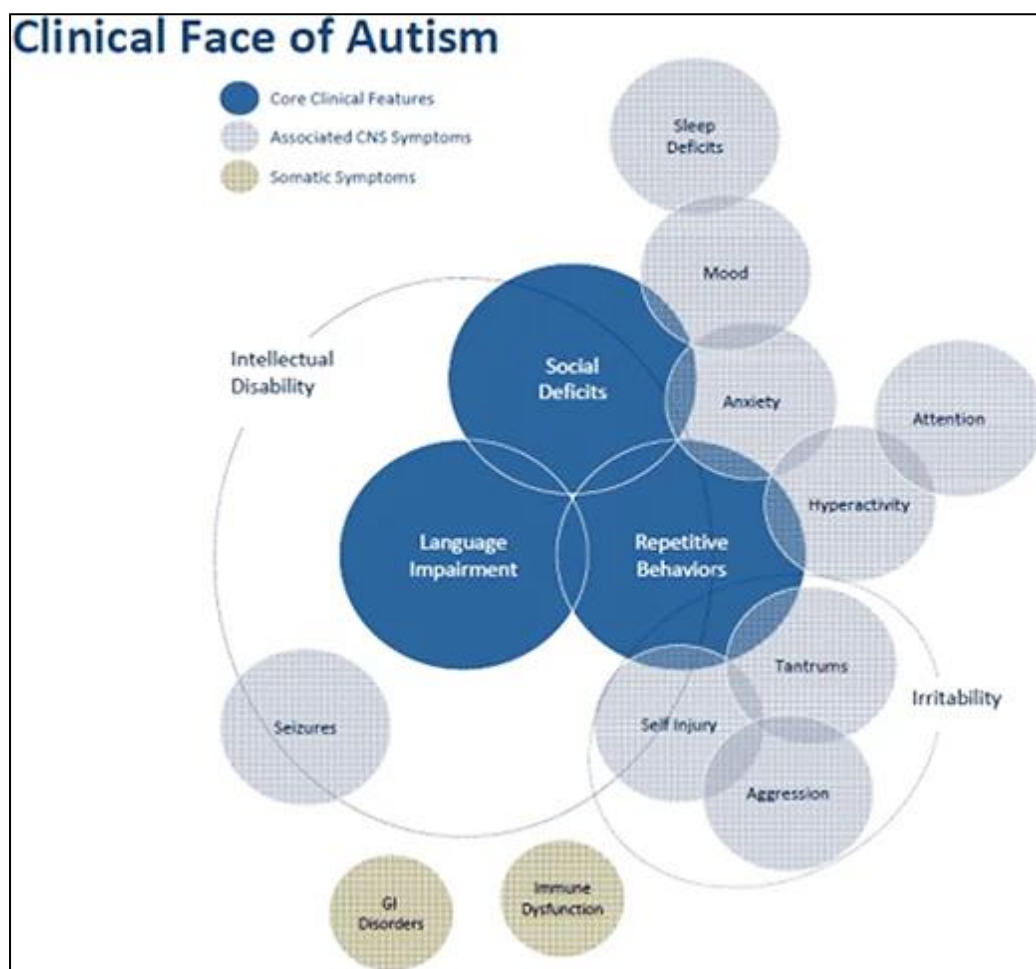 Clinical Face of Autism
Core Clinical Features
Associated CNS Symptoms
Somatic Symptoms
Sleep
Deficits
Mood
Intellectual
Disability
Social
Deficits
Anxiety
Attention
Hyperactivity
Language
Impairment
Repetitive
Behaviors
Tantrums
Irritability
Self Injury
Seizures
Aggression
GI
Disorders
Immune
Dysfunction